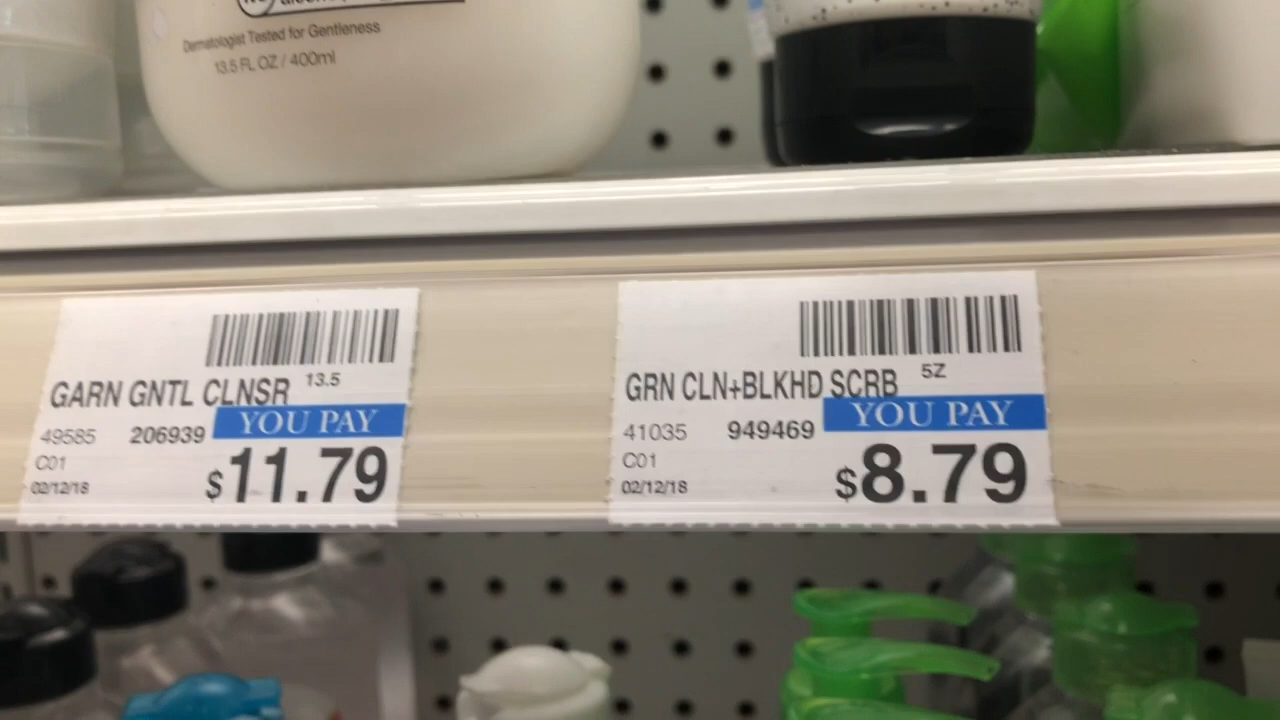 Dermatologist Tested for Gentleness
13.5 FL OZ / 400ml
GARN GNTL CLNSR 13.5
YOU PAY
49585 206939
C01
$11.79
02/12/18
GRN CLN+BLKHD SCRB 5Z
YOU PAY
41035 949469
C01
$8.79
02/12/18